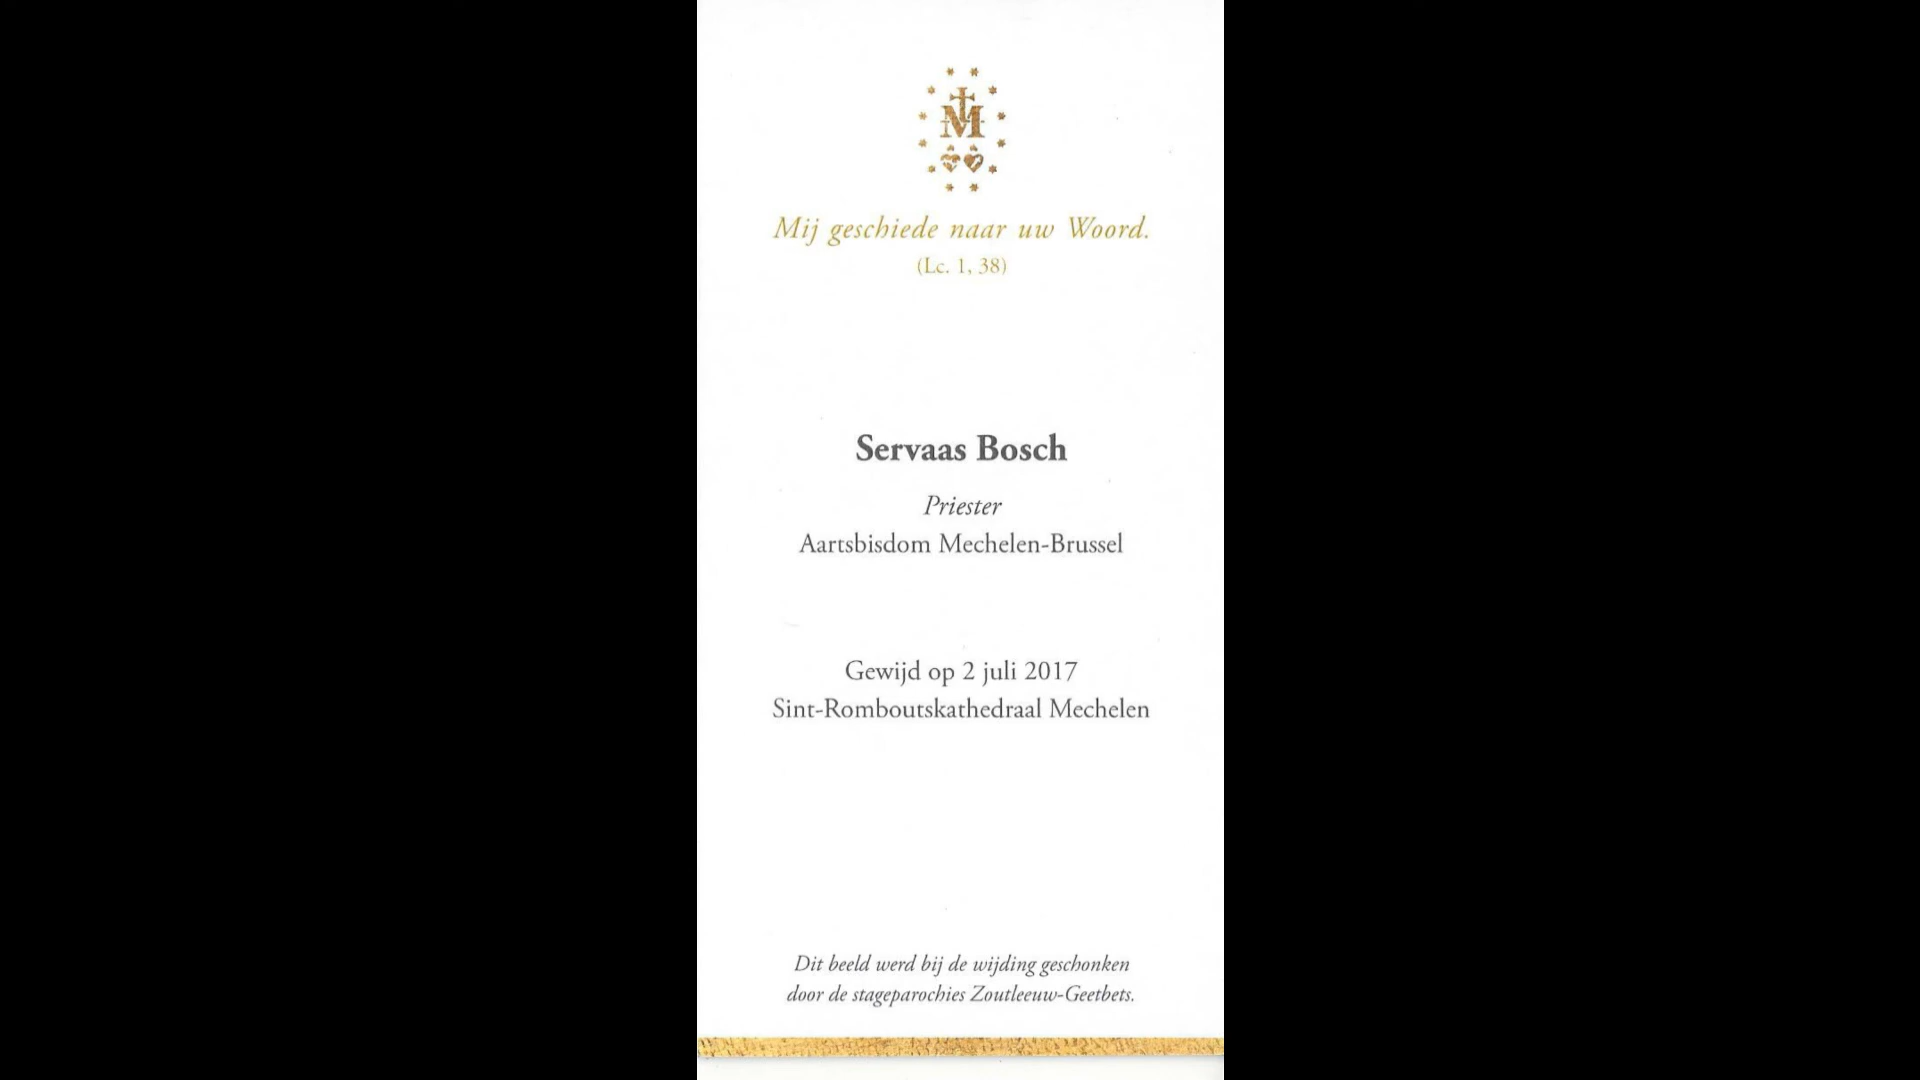 M
Mij geschiede naar uw Woord.
(Lc. 1, 38)
Servaas Bosch
Priester
Aartsbisdom Mechelen-Brussel
Gewijd op 2 juli 2017
Sint-Romboutskathedraal Mechelen
Dit beeld werd bij de wijding geschonken
door de stageparochies Zoutleeuw-Geetbets.